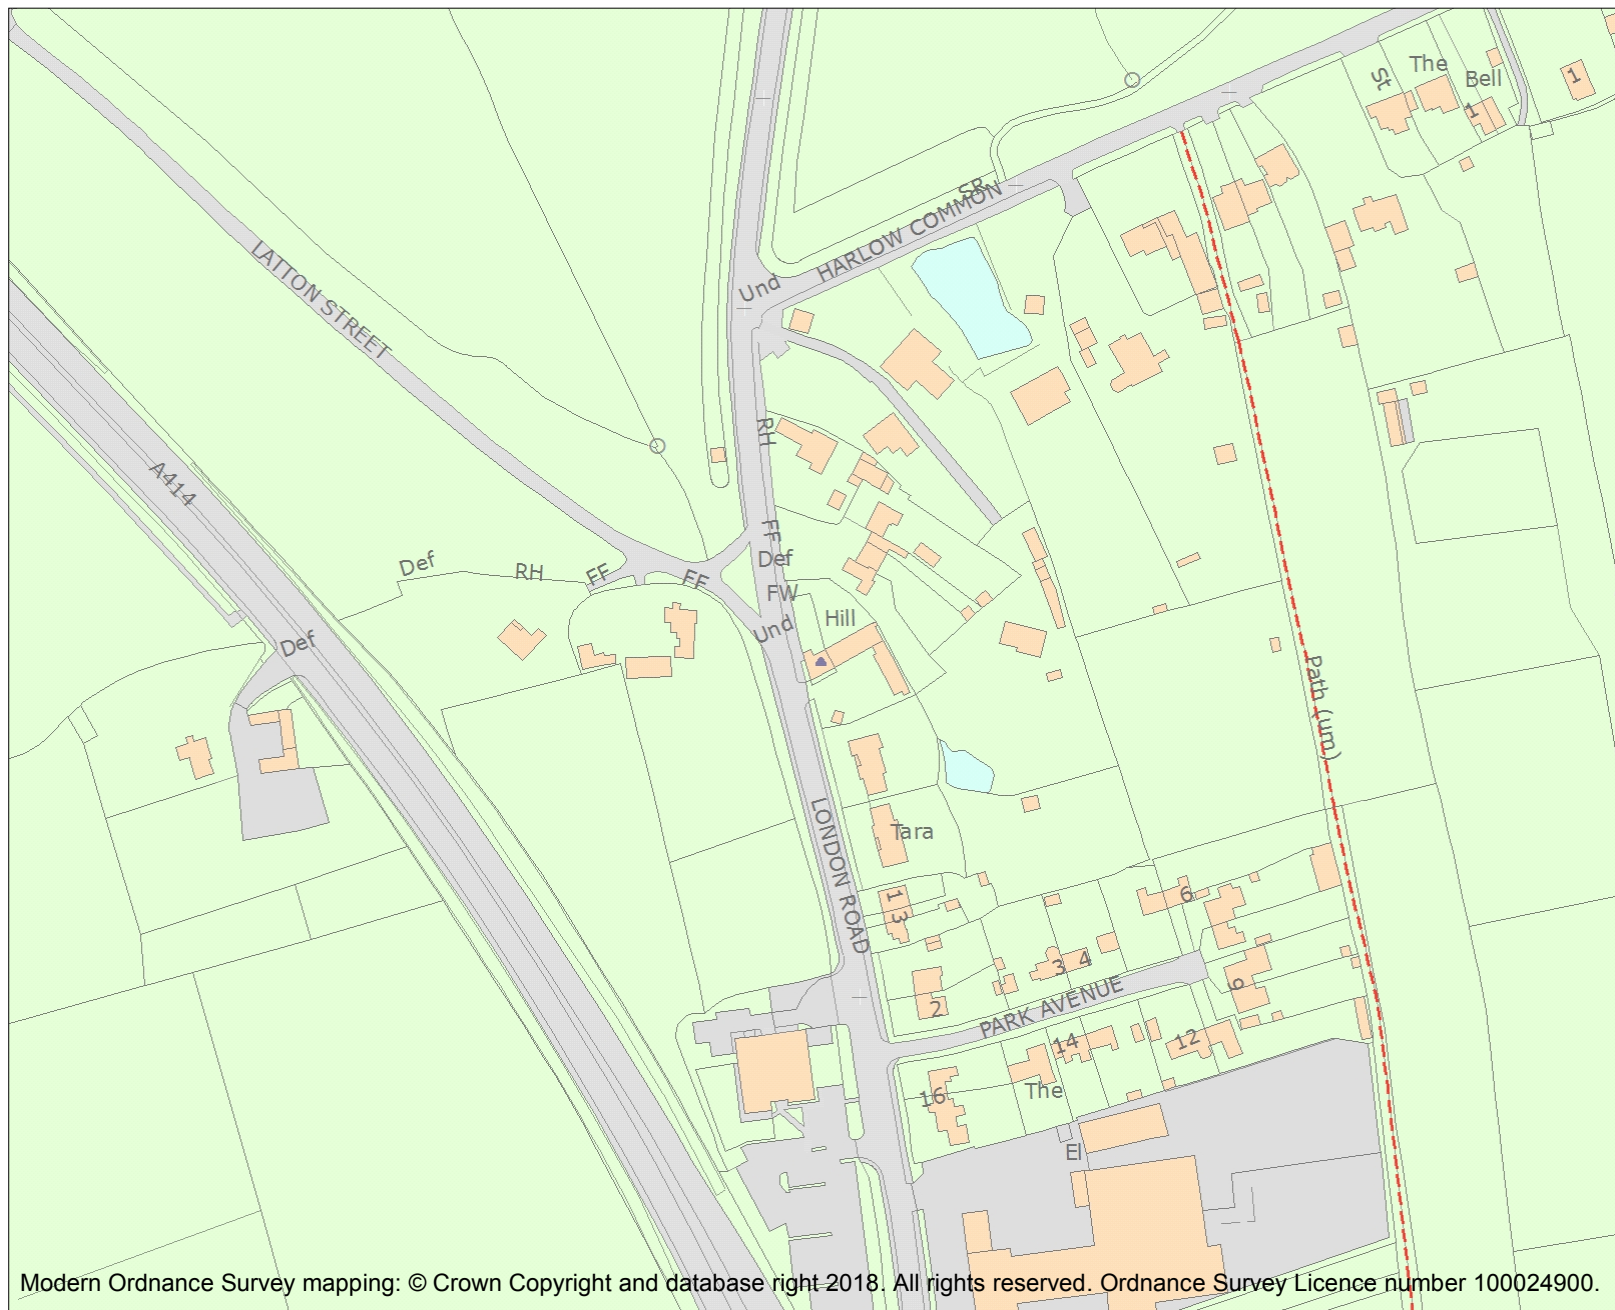 The
St
Bell
1
1
SR
HARLOW COMMON
LATTON STREET
Und
RH
A414
FF
Def
Def
RH
FF
FF
FW
Hill
Und
Def
Path (um)
Tara
LONDON ROAD
1
3
6
3
4
9
2
PARK AVENUE
14
12
16
The
El
Modern Ordnance Survey mapping: © Crown Copyright and database right 2018. All rights reserved. Ordnance Survey Licence number 100024900.